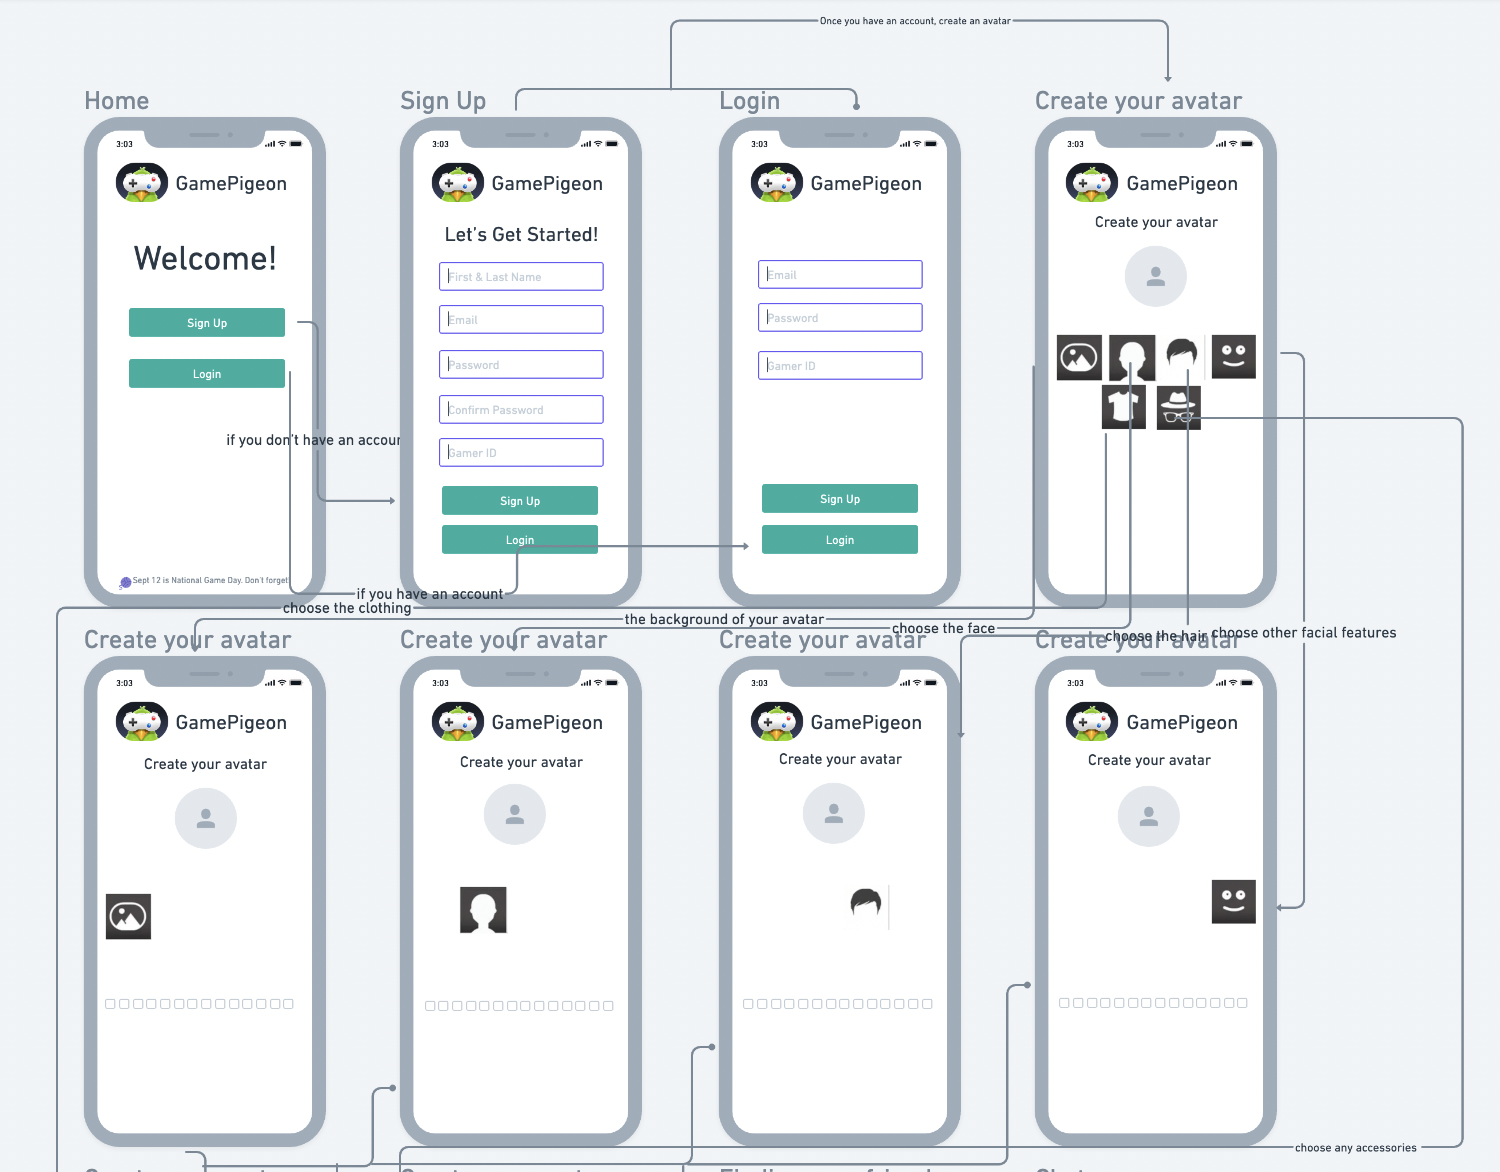 Once you have an account, create an avatar
Home
Sign Up
Login
Create your avatar
3:03
GamePigeon
Welcome!
Sign Up
Login
if you don't have an accoun
Sept 12 is National Game Day. Don't forget!
3:03
GamePigeon
Let's Get Started!
First & Last Name
Email
Password
Confirm Password
Gamer ID
Sign Up
Login
3:03
GamePigeon
Email
Password
Gamer ID
Sign Up
Login
3:03
GamePigeon
Create your avatar
if you have an account
choose the clothing
the background of your avatar
choose the face
choose the hair
choose other facial features
Create your avatar
Create your avatar
Create your avatar
Create your avatar
3:03
GamePigeon
Create your avatar
3:03
GamePigeon
Create your avatar
3:03
GamePigeon
Create your avatar
3:03
GamePigeon
Create your avatar
choose any accessories